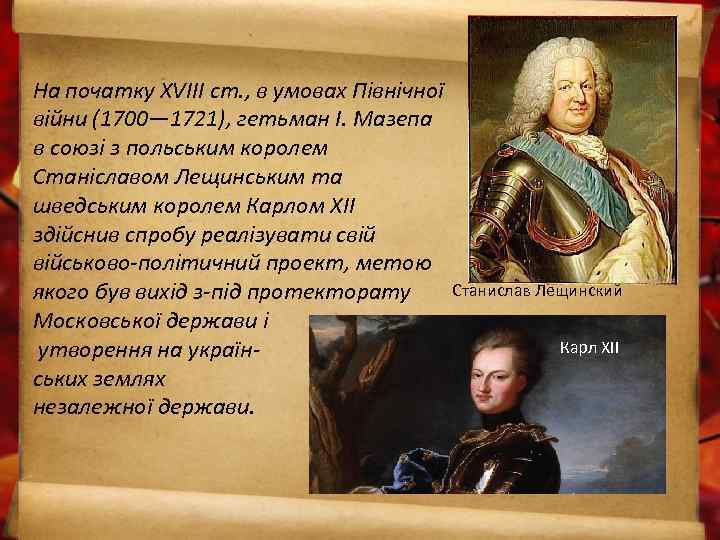 На початку XVIII ст. , в умовах Північної
війни (1700—1721), гетьман І. Мазепа
в союзі з польським королем
Станіславом Лещинським та
шведським королем Карлом XII
здійснив спробу реалізувати свій
військово-політичний проект, метою
якого був вихід з-під протекторату
Московської держави і
утворення на україн-
ських землях
незалежної держави.
Станислав Лещинский
Карл XII